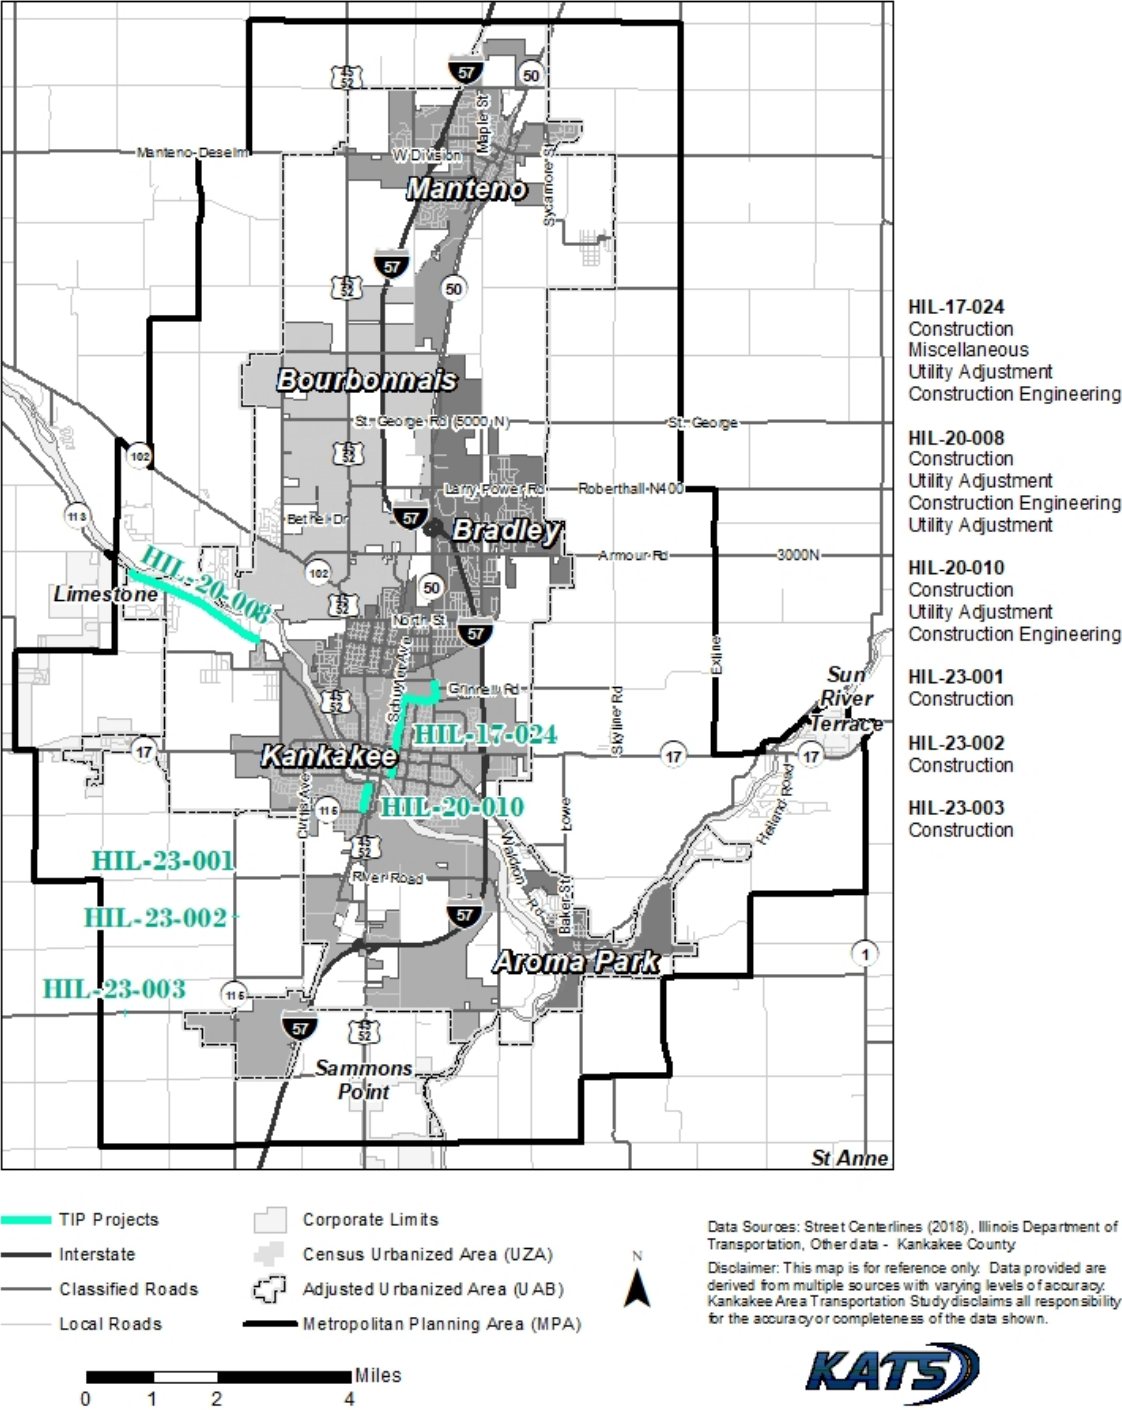 57
50
45
52
Maple St
Manteno-Deselm
W Division
Manteno
Sycamore St
57
45
52
50
Bourbonnais
St. George Rd (5000 N)
St. George
45
52
102
Larry Power Rd
Roberthall-N400
113
Bethel Dr
57
Bradley
Armour-Rd
3000N
HIL-20-008
Limestone
102
50
45
52
North St
57
Exline
Schuyler Ave
Grinnell Rd
Skyline Rd
Sun
River
Terrace
45
52
HIL-17-024
17
Kankakee
17
17
HIL-20-010
Curtis Ave
115
Lowe
Heiland Road
45
52
Waldron Rd
HIL-23-001
River Road
Baker St
HIL-23-002
57
Aroma Park
1
HIL-23-003
115
57
45
52
Sammons
Point
St Anne
HIL-17-024
Construction
Miscellaneous
Utility Adjustment
Construction Engineering
HIL-20-008
Construction
Utility Adjustment
Construction Engineering
Utility Adjustment
HIL-20-010
Construction
Utility Adjustment
Construction Engineering
HIL-23-001
Construction
HIL-23-002
Construction
HIL-23-003
Construction
TIP Projects
Interstate
Classified Roads
Local Roads
Corporate Limits
Census Urbanized Area (UZA)
Adjusted Urbanized Area (UAB)
Metropolitan Planning Area (MPA)
N
Data Sources: Street Centerlines (2018), Illinois Department of
Transportation, Other data - Kankakee County
Disclaimer: This map is for reference only. Data provided are
derived from multiple sources with varying levels of accuracy.
Kankakee Area Transportation Study disclaims all responsibility
for the accuracy or completeness of the data shown.
Miles
0 1 2 4
KATS